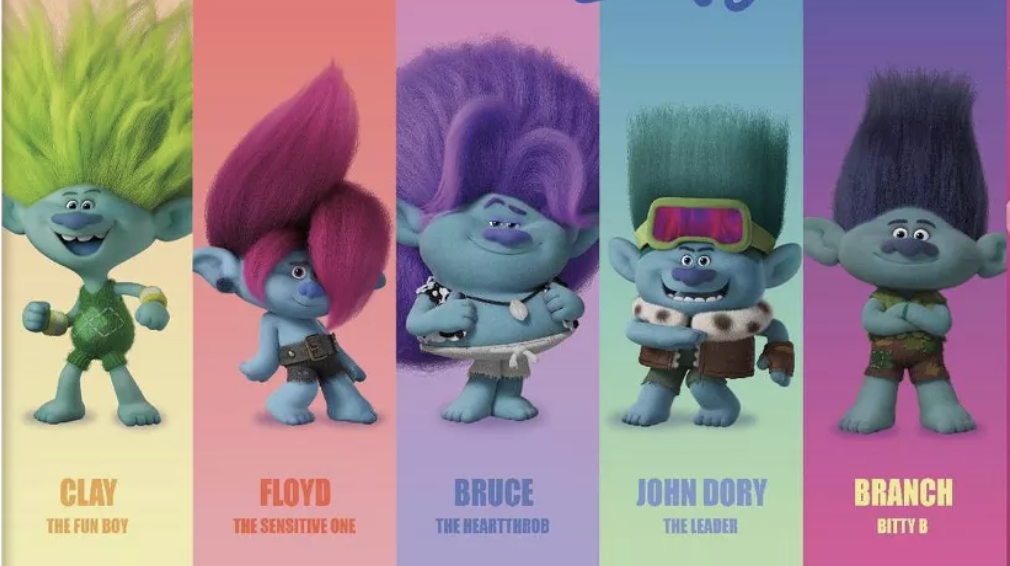 CLAY
THE FUN BOY
FLOYD
THE SENSITIVE ONE
BRUCE
THE HEARTTHROB
JOHN DORY
THE LEADER
BRANCH
BITTY B